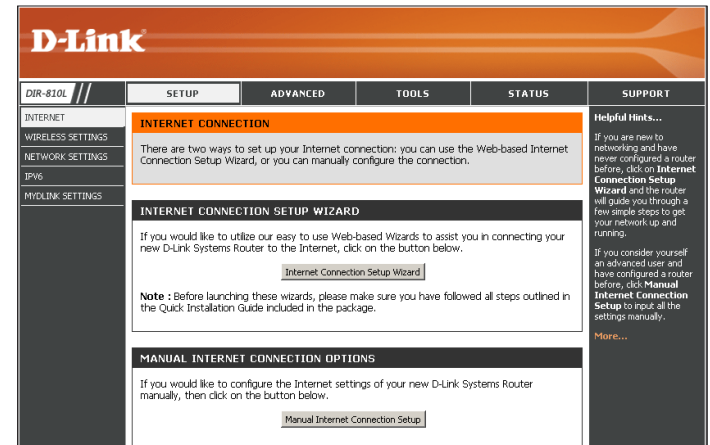 D-Link
DIR-810L
SETUP
ADVANCED
TOOLS
STATUS
SUPPORT
INTERNET
WIRELESS SETTINGS
NETWORK SETTINGS
IPV6
MYDLINK SETTINGS
INTERNET CONNECTION
There are two ways to set up your Internet connection: you can use the Web-based Internet
Connection Setup Wizard, or you can manually configure the connection.
INTERNET CONNECTION SETUP WIZARD
If you would like to utilize our easy to use Web-based Wizards to assist you in connecting your
new D-Link Systems Router to the Internet, click on the button below.
Internet Connection Setup Wizard
Note : Before launching these wizards, please make sure you have followed all steps outlined in
the Quick Installation Guide included in the package.
MANUAL INTERNET CONNECTION OPTIONS
If you would like to configure the Internet settings of your new D-Link Systems Router
manually, then click on the button below.
Manual Internet Connection Setup
Helpful Hints...
If you are new to
networking and have
never configured a router
before, click on Internet
Connection Setup
Wizard and the router
will guide you through a
few simple steps to get
your network up and
running.
If you consider yourself
an advanced user and
have configured a router
before, click Manual
Internet Connection
Setup to input all the
settings manually.
More...